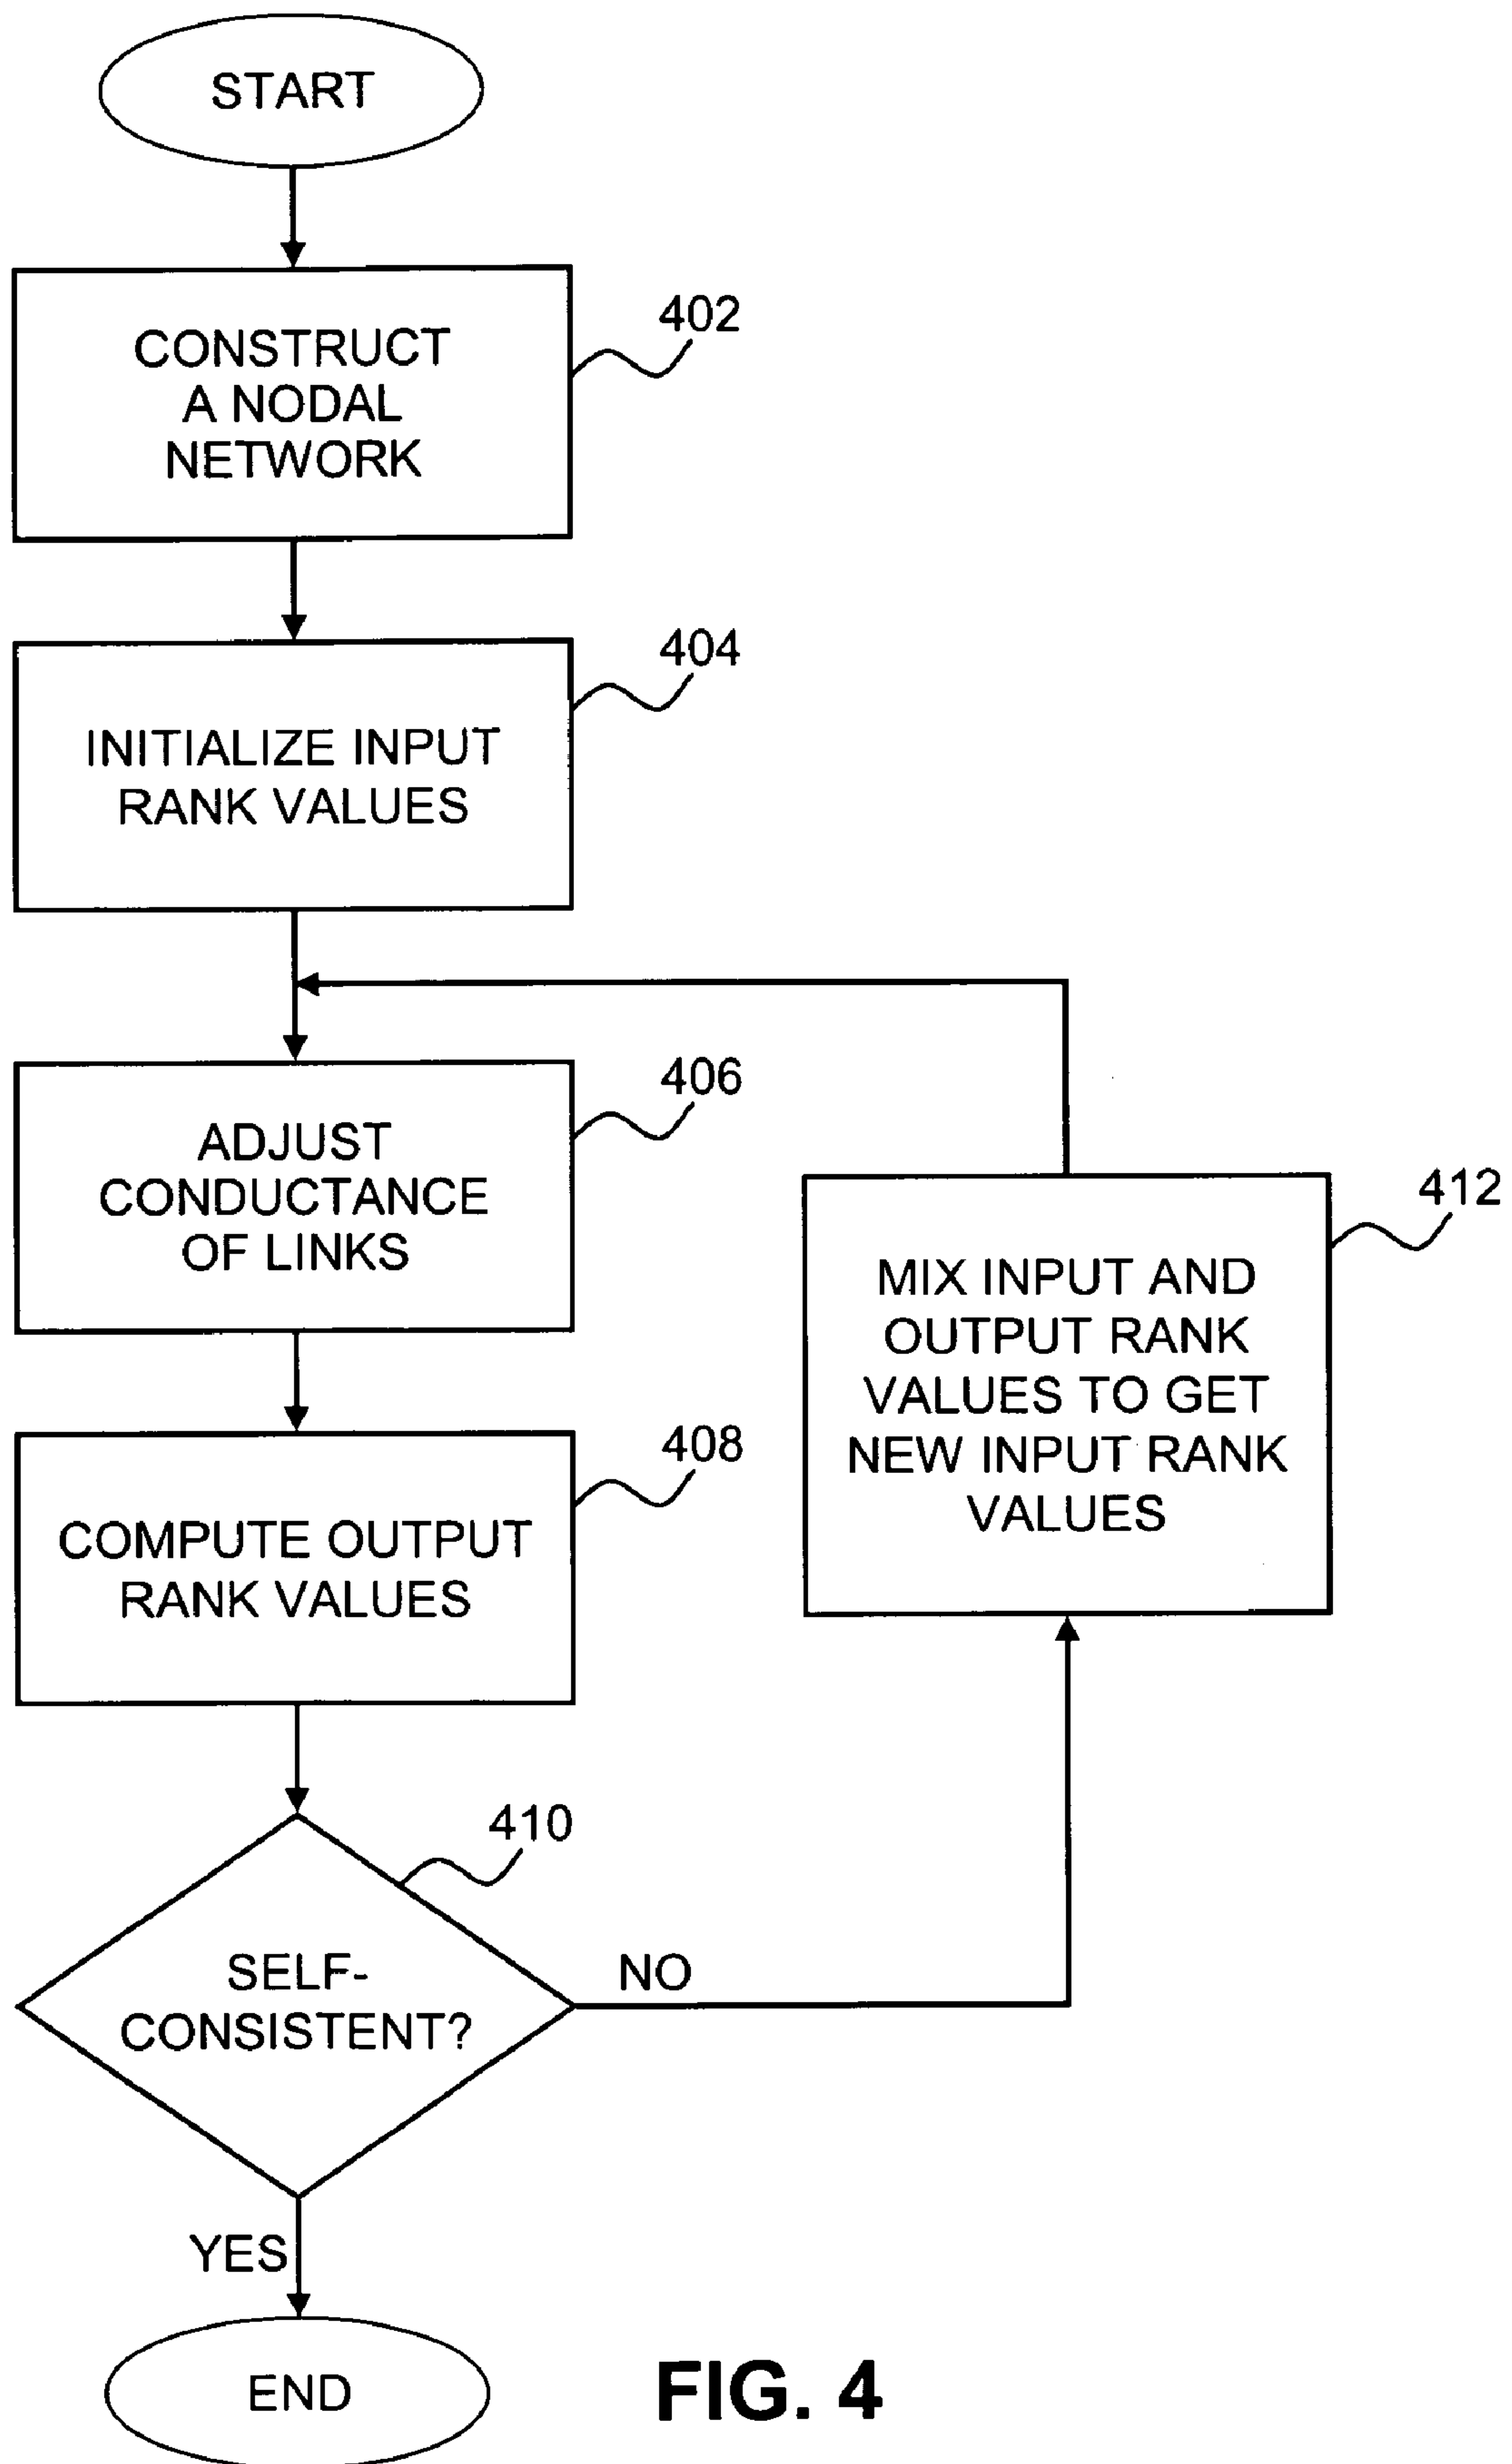 START
CONSTRUCT
A NODAL
NETWORK
402
INITIALIZE INPUT
RANK VALUES
404
ADJUST
CONDUCTANCE
OF LINKS
406
MIX INPUT AND
OUTPUT RANK
VALUES TO GET
NEW INPUT RANK
VALUES
412
COMPUTE OUTPUT
RANK VALUES
408
SELF-
CONSISTENT?
410
NO
YES
END
FIG. 4